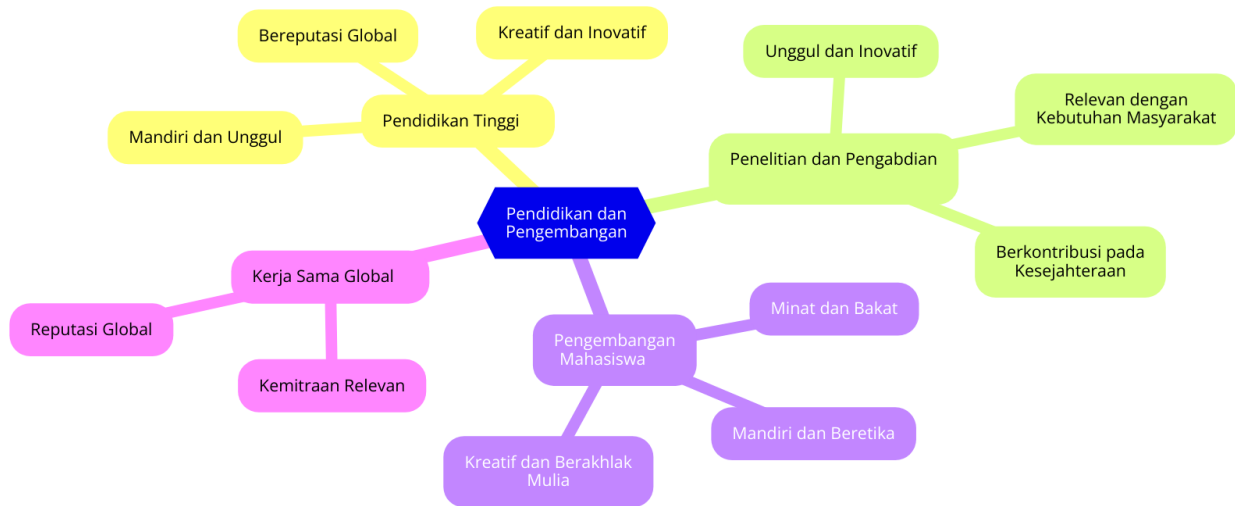 Bereputasi Global
Kreatif dan Inovatif
Mandiri dan Unggul
Pendidikan Tinggi
Unggul dan Inovatif
Relevan dengan
Kebutuhan Masyarakat
Penelitian dan Pengabdian
Berkontribusi pada
Kesejahteraan
Pendidikan dan
Pengembangan
Kerja Sama Global
Reputasi Global
Kemitraan Relevan
Pengembangan
Mahasiswa
Minat dan Bakat
Mandiri dan Beretika
Kreatif dan Berakhlak
Mulia